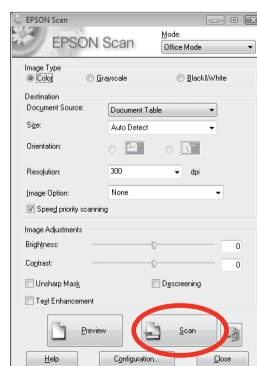 EPSON Scan
EPSON Scan
Mode:
Office Mode
Image Type
Color Grayscale Black&White
Destination
Document Source: Document Table
Size: Auto Detect
Orientation:
Resolution: 300 dpi
Image Option: None
Speed priority scanning
Image Adjustments
Brightness: 0
Contrast: 0
Unsharp Mask Descreening
Text Enhancement
Preview Scan
Help Configuration... Close